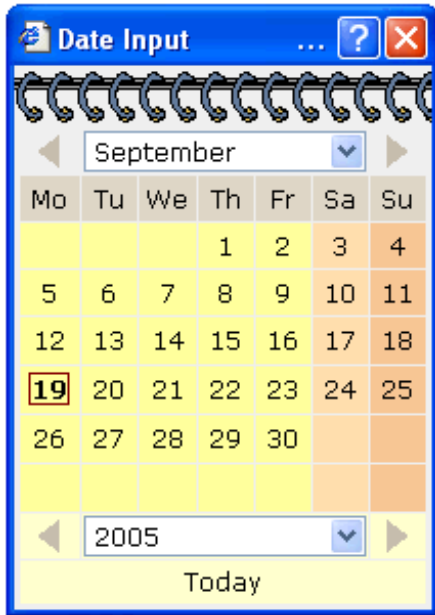 Date Input ... ?
September
Mo Tu We Th Fr Sa Su
1 2 3 4
5 6 7 8 9 10 11
12 13 14 15 16 17 18
19 20 21 22 23 24 25
26 27 28 29 30
2005
Today